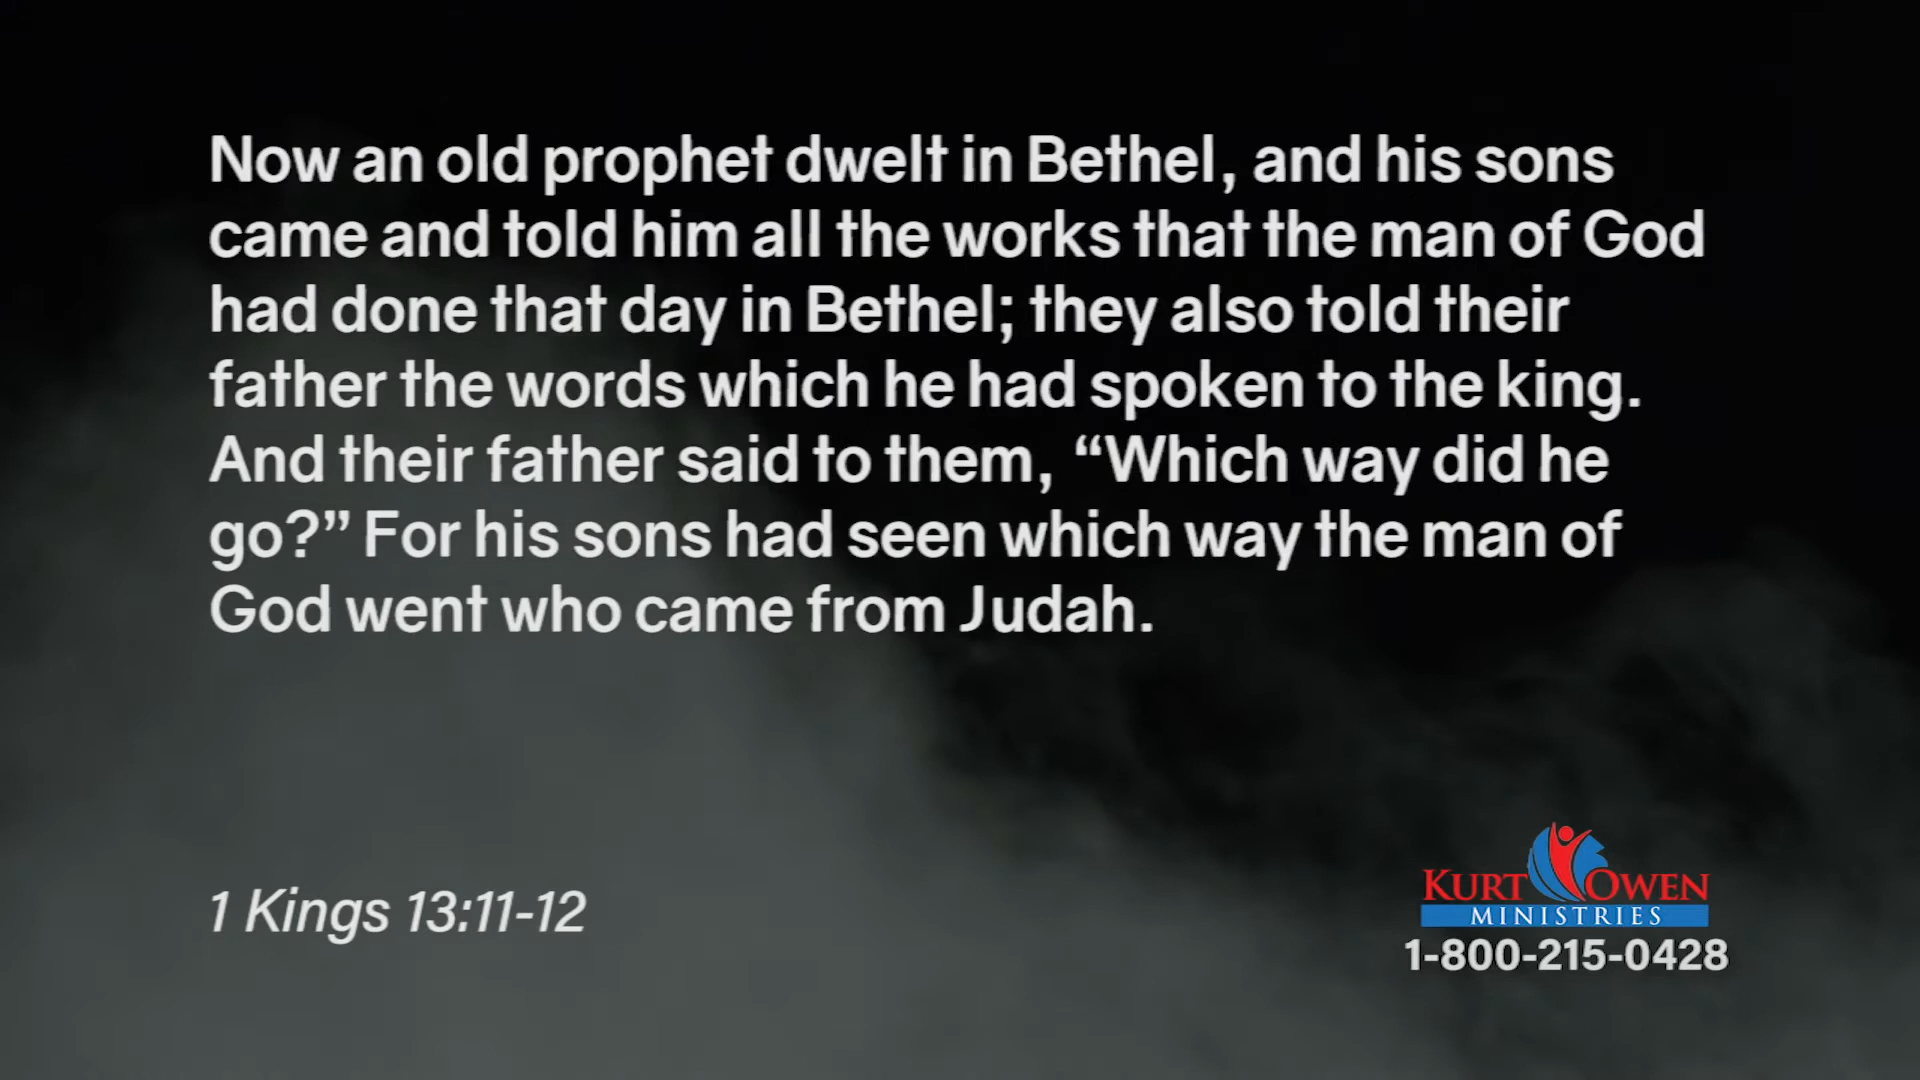 Now an old prophet dwelt in Bethel, and his sons
came and told him all the works that the man of God
had done that day in Bethel; they also told their
father the words which he had spoken to the king.
And their father said to them, “Which way did he
go?” For his sons had seen which way the man of
God went who came from Judah.
1 Kings 13:11-12
KURT OWEN
MINISTRIES
1-800-215-0428